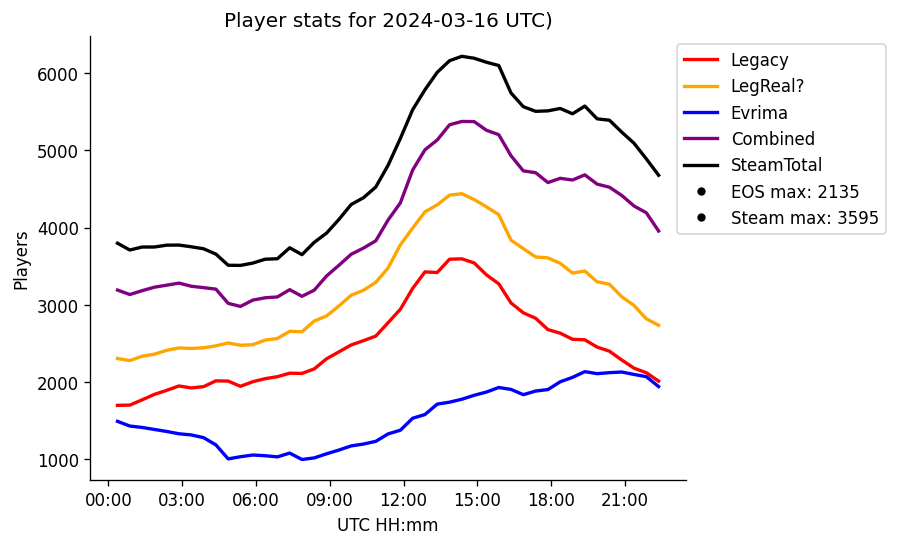 Player stats for 2024-03-16 UTC)
Legacy
LegReal?
Evrima
Combined
SteamTotal
EOS max: 2135
Steam max: 3595
Players
6000
5000
4000
3000
2000
1000
00:00 03:00 06:00 09:00 12:00 15:00 18:00 21:00
UTC HH:mm